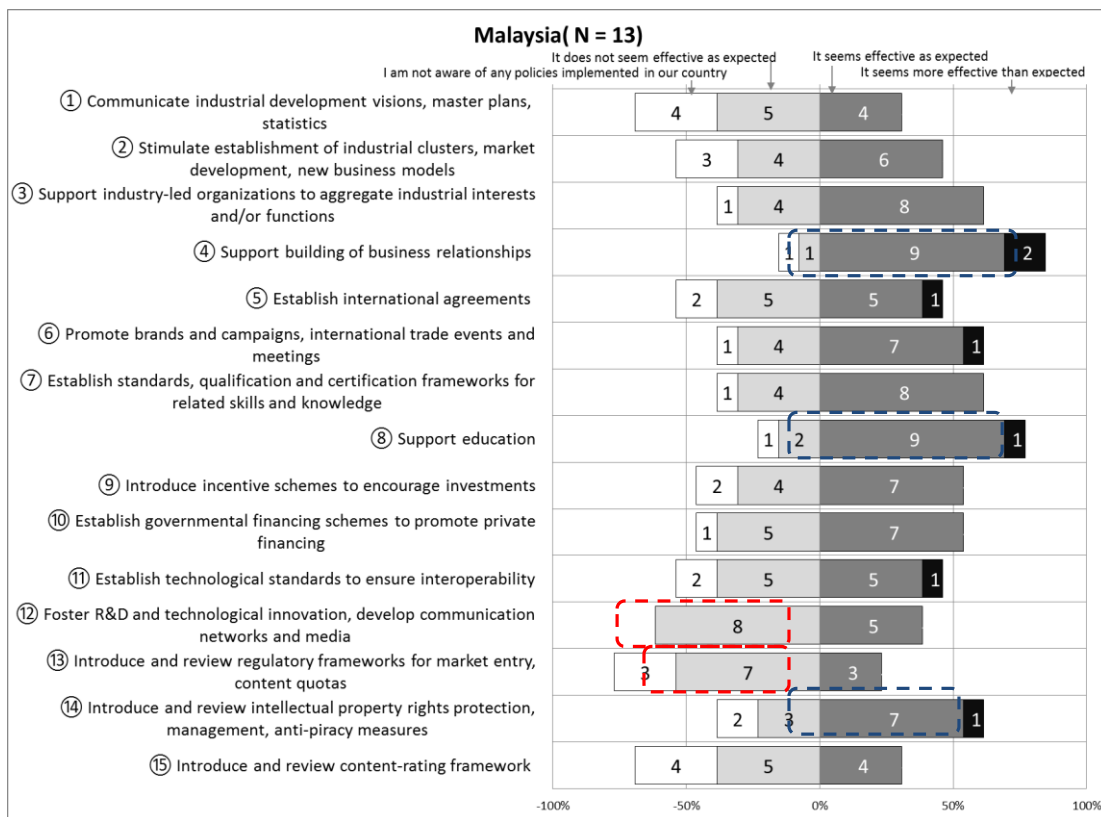 Malaysia( N = 13)
It does not seem effective as expected
It seems effective as expected
I am not aware of any policies implemented in our country
It seems more effective than expected
① Communicate industrial development visions, master plans,
statistics
4 5 4
② Stimulate establishment of industrial clusters, market
development, new business models
3 4 6
③ Support industry-led organizations to aggregate industrial interests
and/or functions
1 4 8
④ Support building of business relationships
1 1 9 2
⑤ Establish international agreements
2 5 5 1
⑥ Promote brands and campaigns, international trade events and
meetings
1 4 7 1
⑦ Establish standards, qualification and certification frameworks for
related skills and knowledge
1 4 8
⑧ Support education
1 2 9 1
⑨ Introduce incentive schemes to encourage investments
2 4 7
⑩ Establish governmental financing schemes to promote private
financing
1 5 7
⑪ Establish technological standards to ensure interoperability
2 5 5 1
⑫ Foster R&D and technological innovation, develop communication
networks and media
8 5
⑬ Introduce and review regulatory frameworks for market entry,
content quotas
3 7 3
⑭ Introduce and review intellectual property rights protection,
management, anti-piracy measures
2 3 7 1
⑮ Introduce and review content-rating framework
4 5 4
-100% -50% 0% 50% 100%